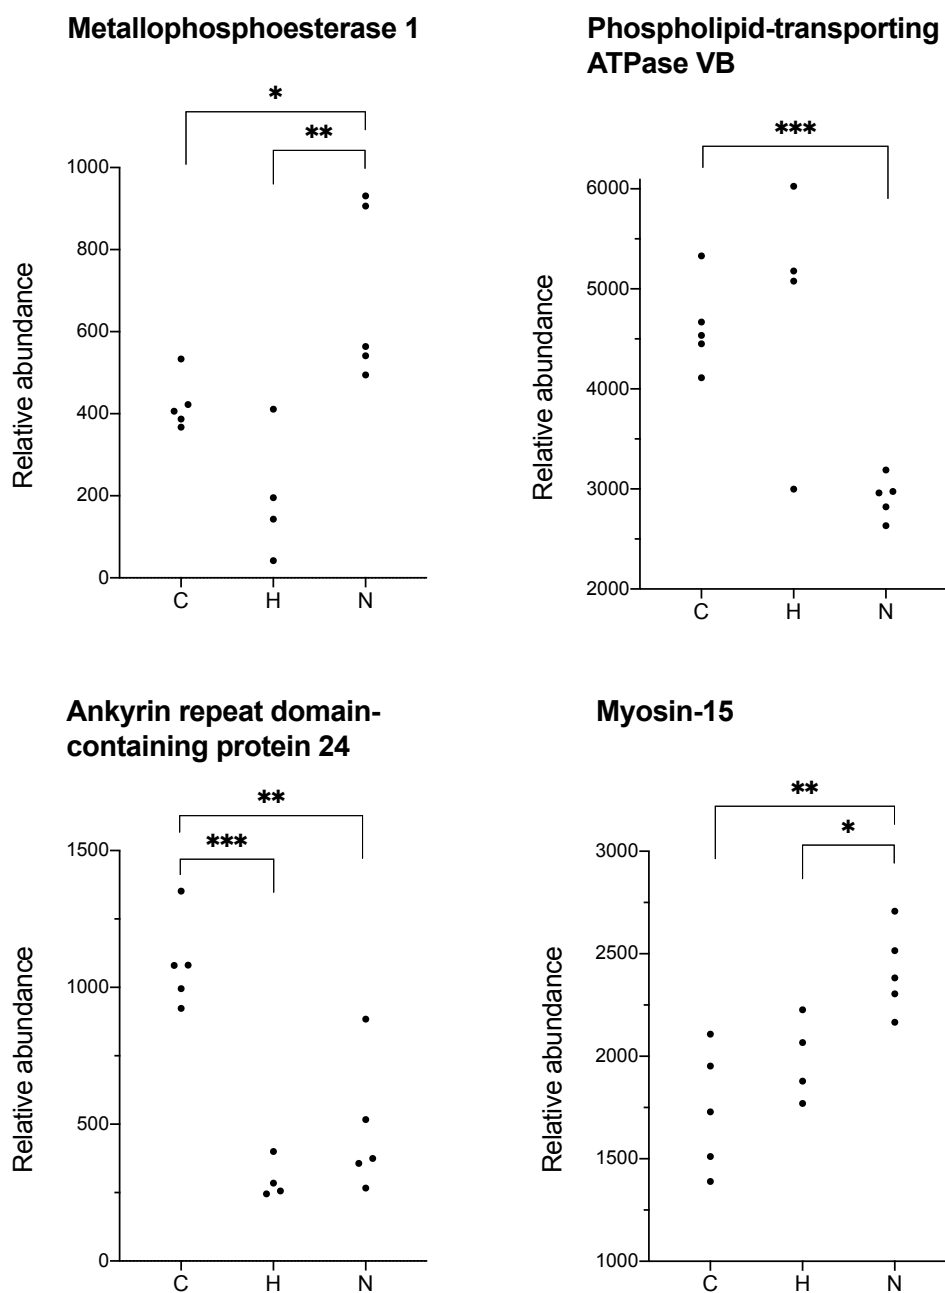 Metallophosphoesterase 1
*
**
1000
800
600
400
200
0
Relative abundance
C H N
Phospholipid-transporting
ATPase VB
***
6000
5000
4000
3000
2000
Relative abundance
C H N
Ankyrin repeat domain-
containing protein 24
**
***
1500
1000
500
0
Relative abundance
C H N
Myosin-15
**
*
3000
2500
2000
1500
1000
Relative abundance
C H N